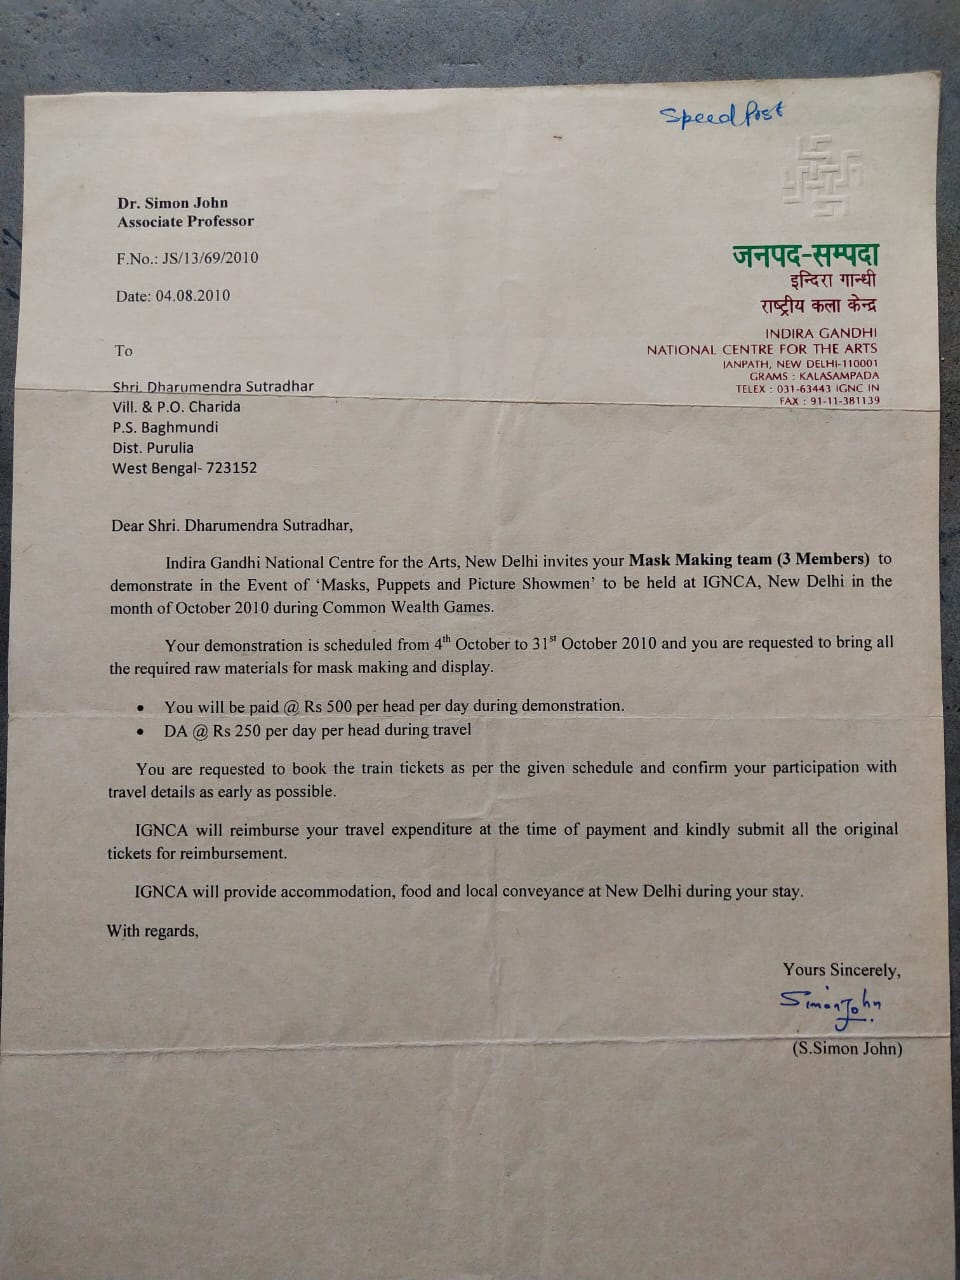 Speed Post
Dr. Simon John
Associate Professor
F.No.: JS/13/69/2010
Date: 04.08.2010
जनपद-सम्पदा
इन्दिरा गान्धी
राष्ट्रीय कला केन्द्र
INDIRA GANDHI
NATIONAL CENTRE FOR THE ARTS
JANPATH, NEW DELHI-110001
GRAMS : KALASAMPADA
TELEX : 031-63443 IGNC IN
FAX : 91-11-381139
To
Shri. Dharumendra Sutradhar
Vill. & P.O. Charida
P.S. Baghmundi
Dist. Purulia
West Bengal- 723152
Dear Shri. Dharumendra Sutradhar,
Indira Gandhi National Centre for the Arts, New Delhi invites your Mask Making team (3 Members) to
demonstrate in the Event of ‘Masks, Puppets and Picture Showmen’ to be held at IGNCA, New Delhi in the
month of October 2010 during Common Wealth Games.
Your demonstration is scheduled from 4th October to 31st October 2010 and you are requested to bring all
the required raw materials for mask making and display.
• You will be paid @ Rs 500 per head per day during demonstration.
• DA @ Rs 250 per day per head during travel
You are requested to book the train tickets as per the given schedule and confirm your participation with
travel details as early as possible.
IGNCA will reimburse your travel expenditure at the time of payment and kindly submit all the original
tickets for reimbursement.
IGNCA will provide accommodation, food and local conveyance at New Delhi during your stay.
With regards,
Yours Sincerely,
Simon John
(S.Simon John)